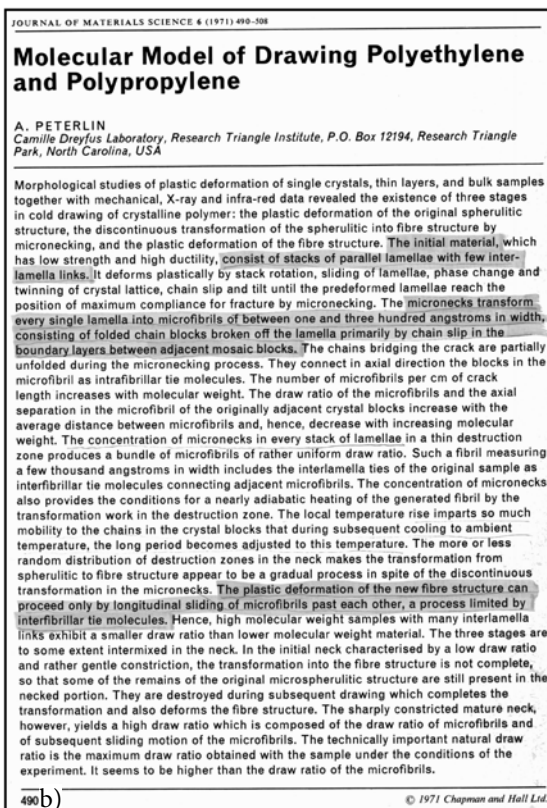 JOURNAL OF MATERIALS SCIENCE 6 (1971) 490-508
Molecular Model of Drawing Polyethylene
and Polypropylene
A. PETERLIN
Camille Dreyfus Laboratory, Research Triangle Institute, P.O. Box 12194, Research Triangle
Park, North Carolina, USA
Morphological studies of plastic deformation of single crystals, thin layers, and bulk samples
together with mechanical, X-ray and infra-red data revealed the existence of three stages
in cold drawing of crystalline polymer: the plastic deformation of the original spherulitic
structure, the discontinuous transformation of the spherulitic into fibre structure by
micronecking, and the plastic deformation of the fibre structure. The initial material, which
has low strength and high ductility, consist of stacks of parallel lamellae with few inter-
lamella links. It deforms plastically by stack rotation, sliding of lamellae, phase change and
twinning of crystal lattice, chain slip and tilt until the predeformed lamellae reach the
position of maximum compliance for fracture by micronecking. The micronecks transform
every single lamella into microfibrils of between one and three hundred angstroms in width,
consisting of folded chain blocks broken off the lamella primarily by chain slip in the
boundary layers between adjacent mosaic blocks. The chains bridging the crack are partially
unfolded during the micronecking process. They connect in axial direction the blocks in the
microfibril as intrafibrillar tie molecules. The number of microfibrils per cm of crack
length increases with molecular weight. The draw ratio of the microfibrils and the axial
separation in the microfibril of the originally adjacent crystal blocks increase with the
average distance between microfibrils and, hence, decrease with increasing molecular
weight. The concentration of micronecks in every stack of lamellae in a thin destruction
zone produces a bundle of microfibrils of rather uniform draw ratio. Such a fibril measuring
a few thousand angstroms in width includes the interlamella ties of the original sample as
interfibrillar tie molecules connecting adjacent microfibrils. The concentration of micronecks
also provides the conditions for a nearly adiabatic heating of the generated fibril by the
transformation work in the destruction zone. The local temperature rise imparts so much
mobility to the chains in the crystal blocks that during subsequent cooling to ambient
temperature, the long period becomes adjusted to this temperature. The more or less
random distribution of destruction zones in the neck makes the transformation from
spherulitic to fibre structure appear to be a gradual process in spite of the discontinuous
transformation in the micronecks. The plastic deformation of the new fibre structure can
proceed only by longitudinal sliding of microfibrils past each other, a process limited by
interfibrillar tie molecules. Hence, high molecular weight samples with many interlamella
links exhibit a smaller draw ratio than lower molecular weight material. The three stages are
to some extent intermixed in the neck. In the initial neck characterised by a low draw ratio
and rather gentle constriction, the transformation into the fibre structure is not complete,
so that some of the remains of the original microspherulitic structure are still present in the
necked portion. They are destroyed during subsequent drawing which completes the
transformation and also deforms the fibre structure. The sharply constricted mature neck,
however, yields a high draw ratio which is composed of the draw ratio of microfibrils and
of subsequent sliding motion of the microfibrils. The technically important natural draw
ratio is the maximum draw ratio obtained with the sample under the conditions of the
experiment. It seems to be higher than the draw ratio of the microfibrils.
490 b) © 1971 Chapman and Hall Ltd.